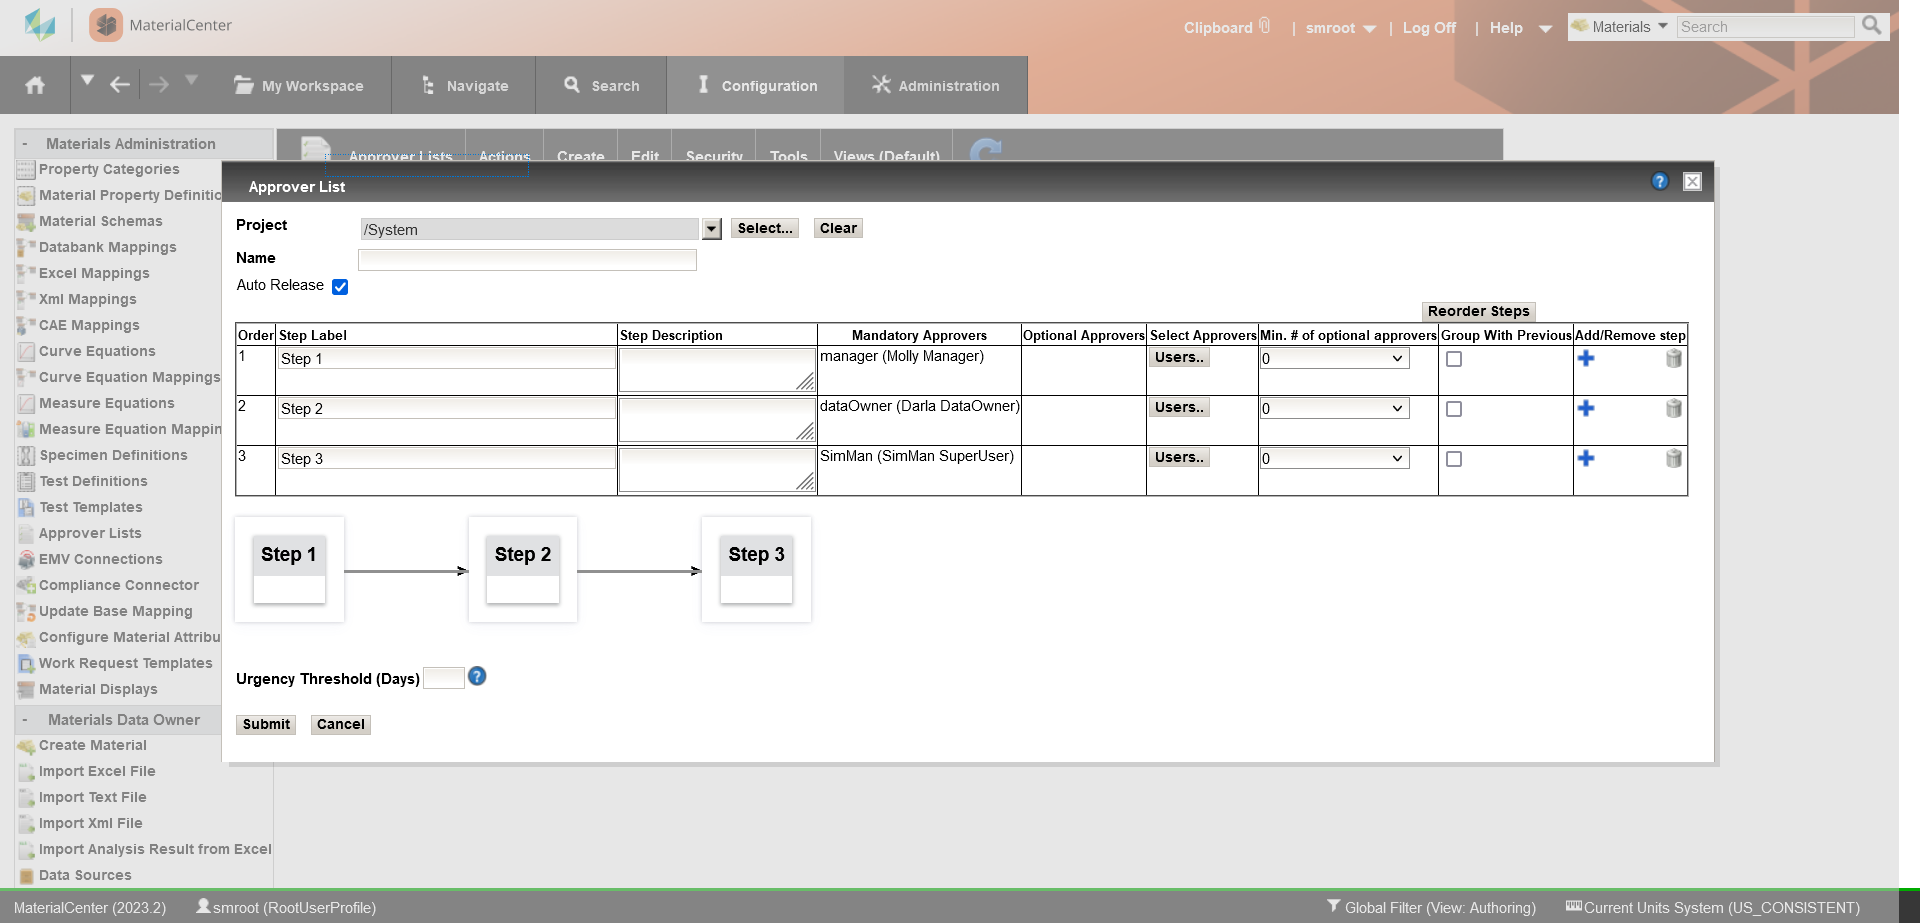 MaterialCenter
Clipboard | smroot | Log Off | Help Materials Search
My Workspace Navigate Search Configuration Administration
- Materials Administration
Approver Lists Actions Create Edit Security Tools Views (Default)
Property Categories
Material Property Definitio
Material Schemas
Databank Mappings
Excel Mappings
Xml Mappings
CAE Mappings
Curve Equations
Curve Equation Mappings
Measure Equations
Measure Equation Mappin
Specimen Definitions
Test Definitions
Test Templates
Approver Lists
EMV Connections
Compliance Connector
Update Base Mapping
Configure Material Attribu
Work Request Templates
Material Displays
- Materials Data Owner
Create Material
Import Excel File
Import Text File
Import Xml File
Import Analysis Result from Excel
Data Sources
Approver List ?
Project /System Select... Clear
Name
Auto Release
Reorder Steps
Order Step Label Step Description Mandatory Approvers Optional Approvers Select Approvers Min. # of optional approvers Group With Previous Add/Remove step
1 Step 1 manager (Molly Manager) Users.. 0
2 Step 2 dataOwner (Darla DataOwner) Users.. 0
3 Step 3 SimMan (SimMan SuperUser) Users.. 0
Step 1 Step 2 Step 3
Urgency Threshold (Days) ?
Submit Cancel
MaterialCenter (2023.2) smroot (RootUserProfile) Global Filter (View: Authoring) Current Units System (US_CONSISTENT)